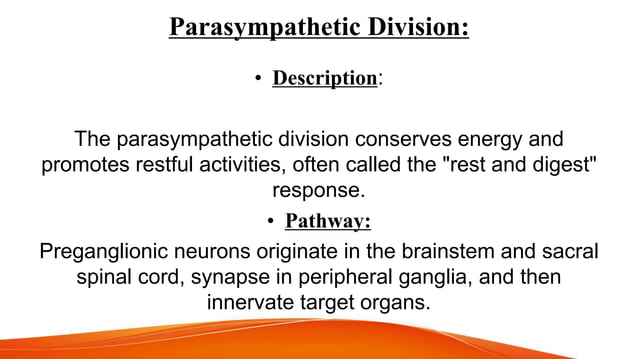 Parasympathetic Division:
• Description:
The parasympathetic division conserves energy and
promotes restful activities, often called the "rest and digest"
response.
• Pathway:
Preganglionic neurons originate in the brainstem and sacral
spinal cord, synapse in peripheral ganglia, and then
innervate target organs.